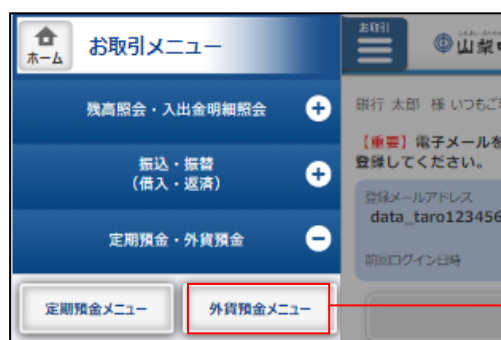 ホーム
お取引メニュー
残高照会・入出金明細照会
振込・振替
(借入・返済)
定期預金・外貨預金
定期預金メニュー
外貨預金メニュー
お取引
山梨
銀行 太郎 様 いつもご
【重要】電子メールを
登録してください。
登録メールアドレス
data_taro123456
前回ログイン日時